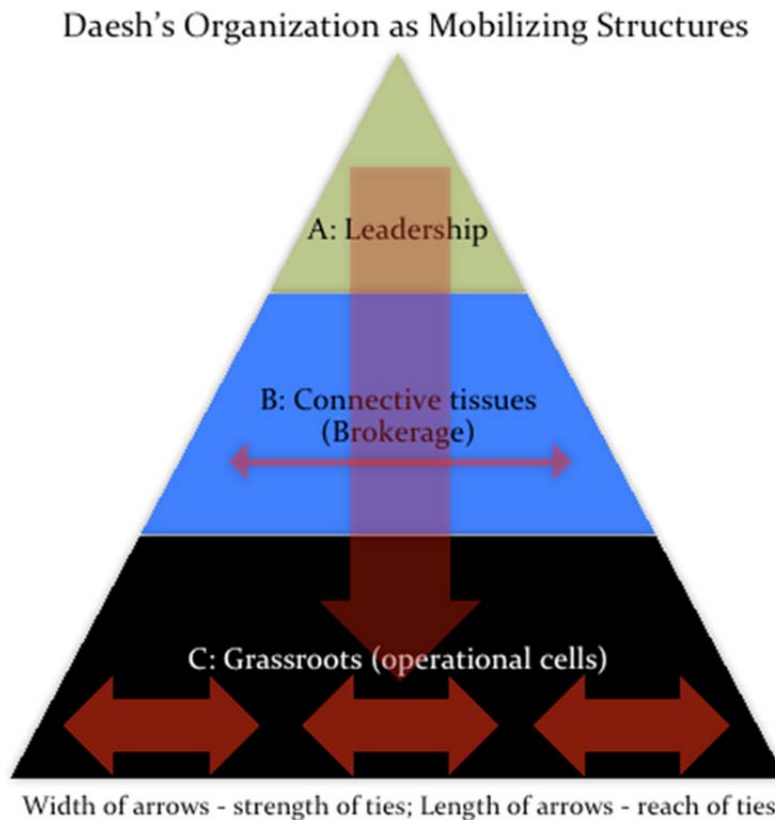 Daesh's Organization as Mobilizing Structures
A: Leadership
B: Connective tissues
(Brokerage)
C: Grassroots (operational cells)
Width of arrows - strength of ties; Length of arrows - reach of ties